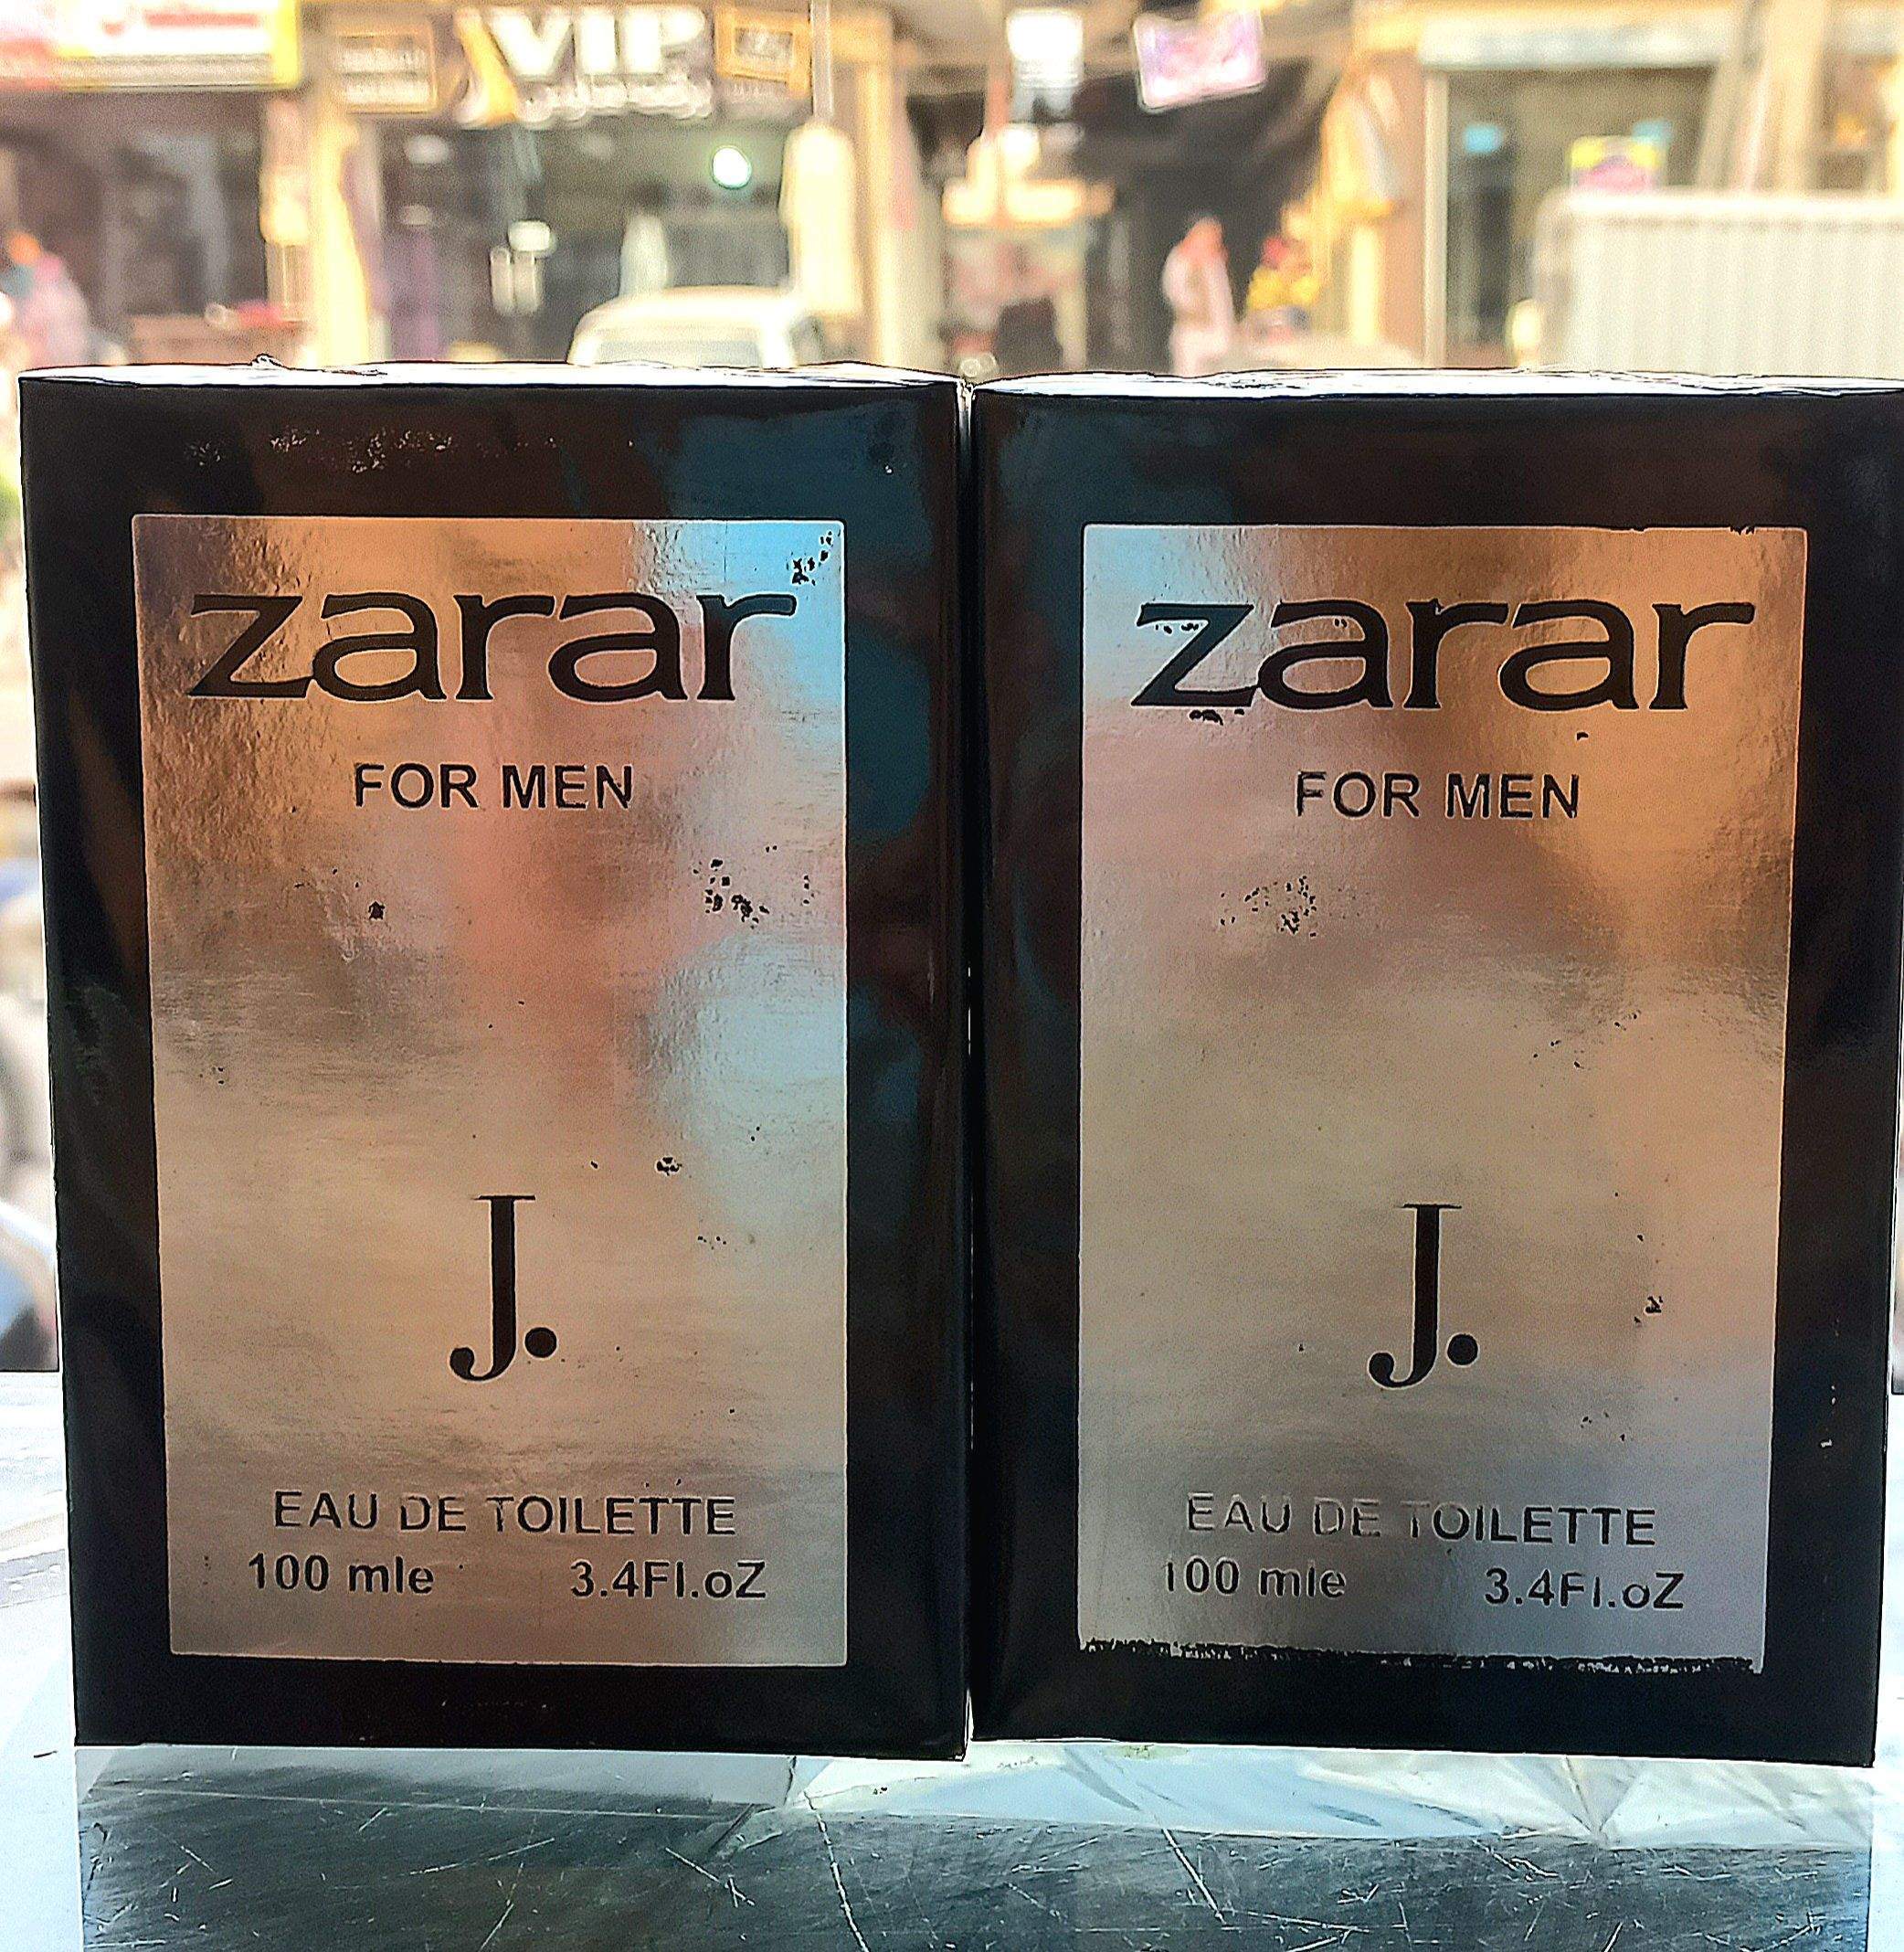 VIP
zarar
FOR MEN
J.
EAU DE TOILETTE
100 mle 3.4Fl.oZ
zarar
FOR MEN
J.
EAU DE TOILETTE
100 mle 3.4Fl.oZ